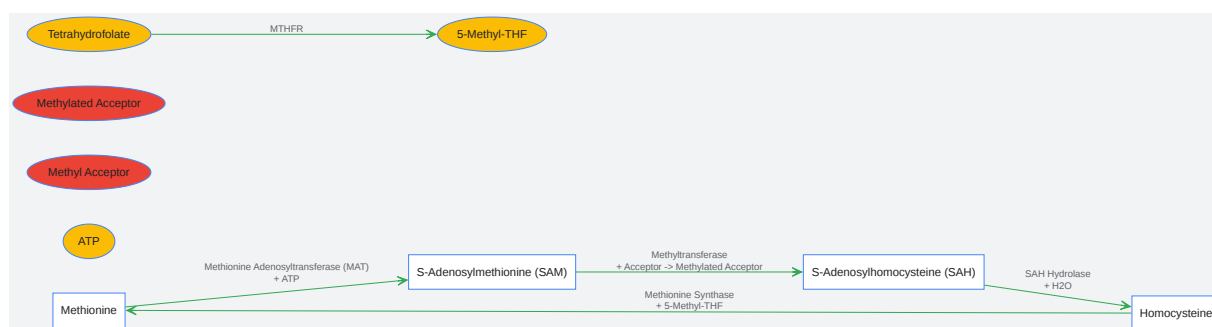 Tetrahydrofolate
MTHFR
5-Methyl-THF
Methylated Acceptor
Methyl Acceptor
ATP
Methionine Adenosyltransferase (MAT)
+ ATP
S-Adenosylmethionine (SAM)
Methyltransferase
+ Acceptor -> Methylated Acceptor
S-Adenosylhomocysteine (SAH)
SAH Hydrolase
+ H2O
Methionine
Methionine Synthase
+ 5-Methyl-THF
Homocysteine